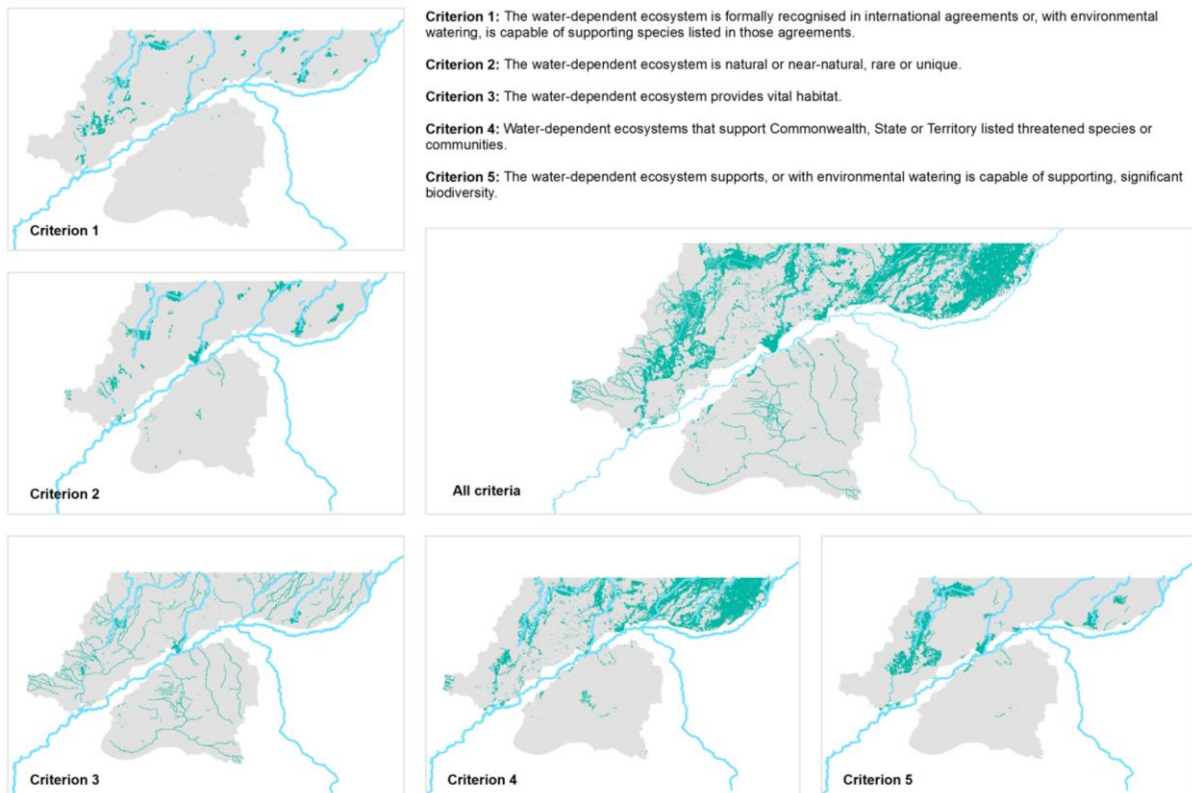 Criterion 1: The water-dependent ecosystem is formally recognised in international agreements or, with environmental
watering, is capable of supporting species listed in those agreements.
Criterion 2: The water-dependent ecosystem is natural or near-natural, rare or unique.
Criterion 3: The water-dependent ecosystem provides vital habitat.
Criterion 4: Water-dependent ecosystems that support Commonwealth, State or Territory listed threatened species or
communities.
Criterion 5: The water-dependent ecosystem supports, or with environmental watering is capable of supporting, significant
biodiversity.
Criterion 1
Criterion 2
All criteria
Criterion 3
Criterion 4
Criterion 5